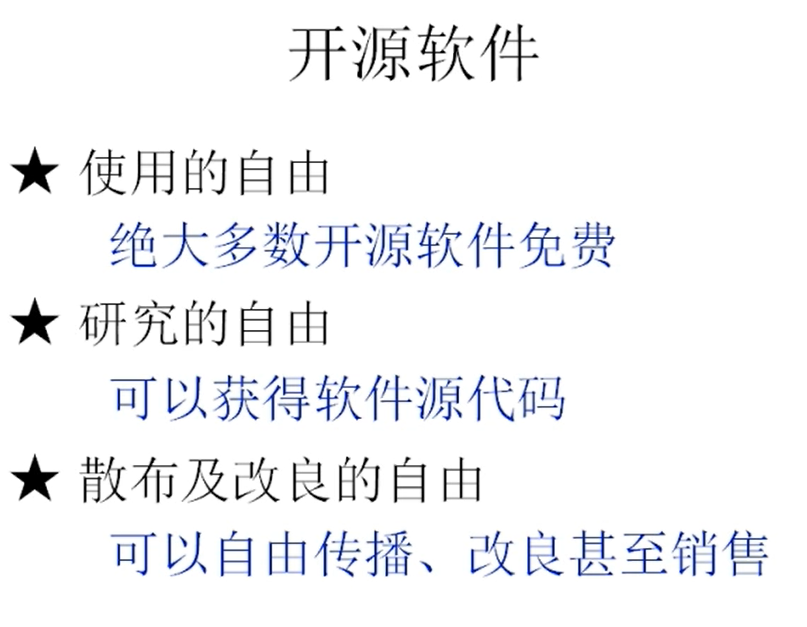 开源软件
★ 使用的自由
绝大多数开源软件免费
★ 研究的自由
可以获得软件源代码
★ 散布及改良的自由
可以自由传播、改良甚至销售